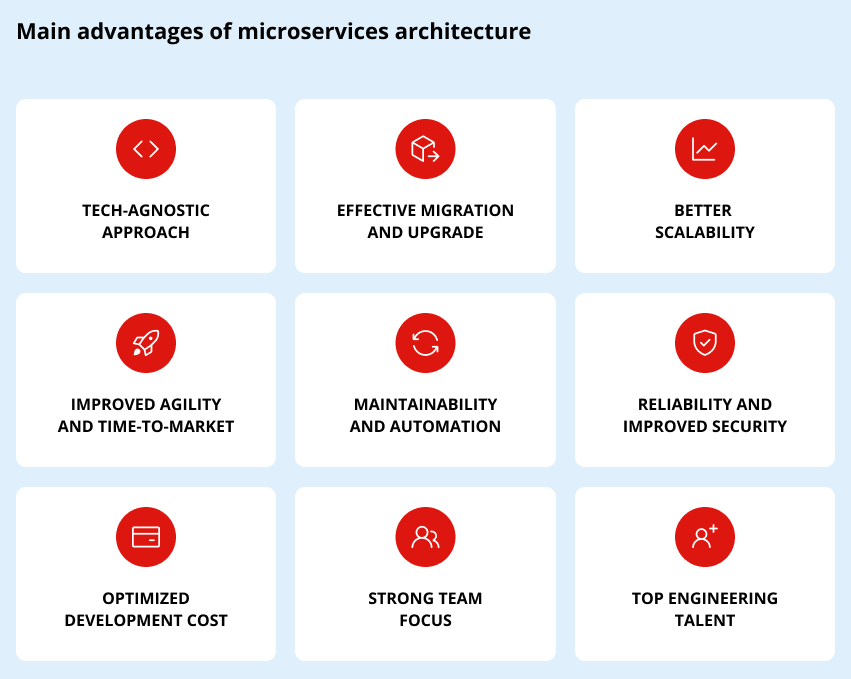 Main advantages of microservices architecture
TECH-AGNOSTIC
APPROACH
EFFECTIVE MIGRATION
AND UPGRADE
BETTER
SCALABILITY
IMPROVED AGILITY
AND TIME-TO-MARKET
MAINTAINABILITY
AND AUTOMATION
RELIABILITY AND
IMPROVED SECURITY
OPTIMIZED
DEVELOPMENT COST
STRONG TEAM
FOCUS
TOP ENGINEERING
TALENT